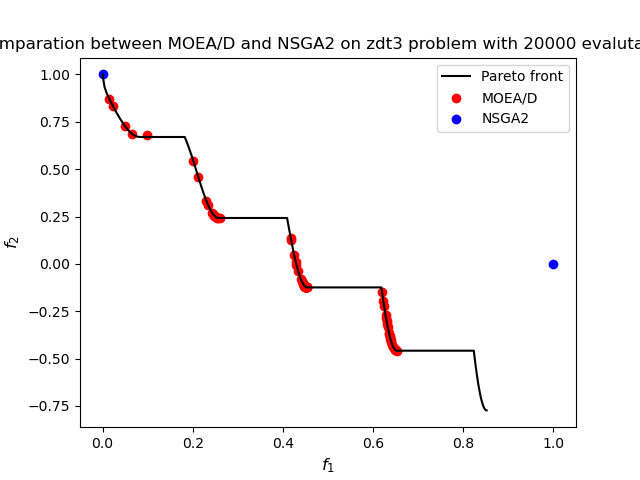 mparation between MOEA/D and NSGA2 on zdt3 problem with 20000 evaluta
Pareto front
MOEA/D
NSGA2
1.00
0.75
0.50
0.25
0.00
−0.25
−0.50
−0.75
f2
0.0 0.2 0.4 0.6 0.8 1.0
f1